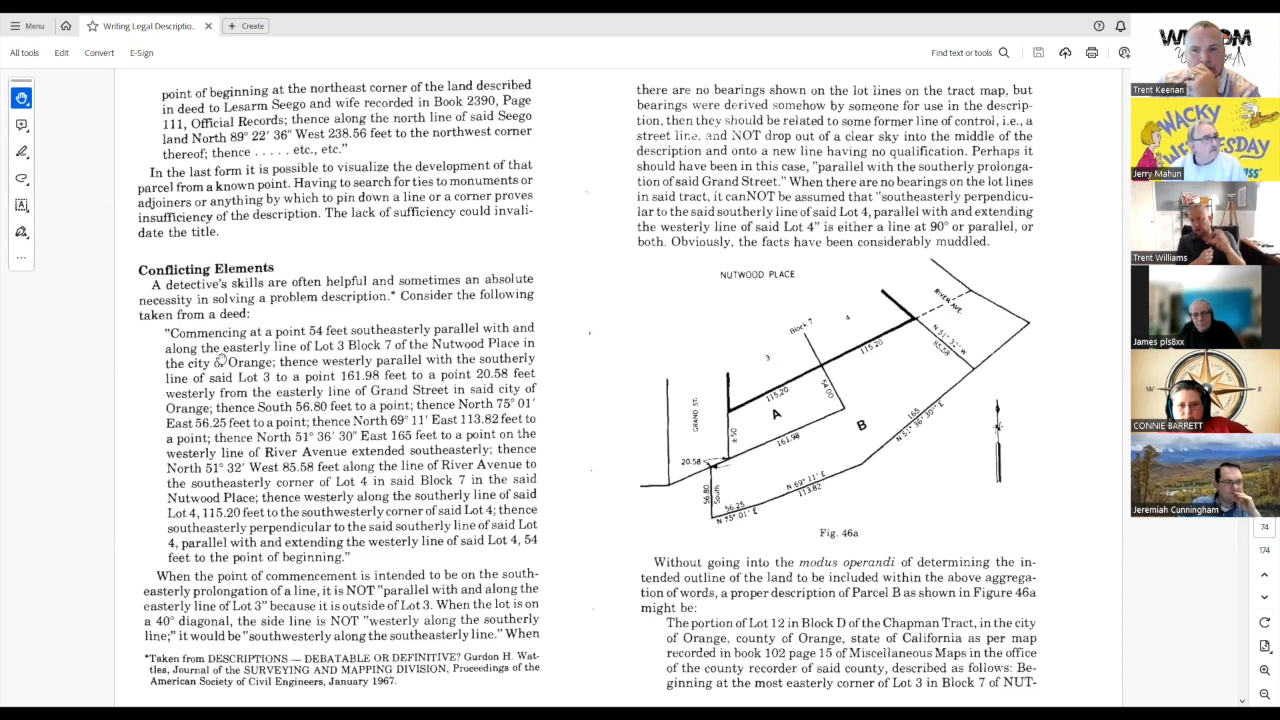 Menu
Writing Legal Descriptio...
Create
All tools
Edit
Convert
E-Sign
Find text or tools
point of beginning at the northeast corner of the land described
in deed to Lesarm Seego and wife recorded in Book 2390, Page
111, Official Records; thence along the north line of said Seego
land North 89° 22' 36" West 238.56 feet to the northwest corner
thereof; thence . . . . . etc., etc."
In the last form it is possible to visualize the development of that
parcel from a known point. Having to search for ties to monuments or
adjoiners or anything by which to pin down a line or a corner proves
insufficiency of the description. The lack of sufficiency could invali-
date the title.
Conflicting Elements
A detective's skills are often helpful and sometimes an absolute
necessity in solving a problem description.* Consider the following
taken from a deed:
"Commencing at a point 54 feet southeasterly parallel with and
along the easterly line of Lot 3 Block 7 of the Nutwood Place in
the city of Orange; thence westerly parallel with the southerly
line of said Lot 3 to a point 161.98 feet to a point 20.58 feet
westerly from the easterly line of Grand Street in said city of
Orange; thence South 56.80 feet to a point; thence North 75° 01'
East 56.25 feet to a point; thence North 69° 11' East 113.82 feet to
a point; thence North 51° 36' 30" East 165 feet to a point on the
westerly line of River Avenue extended southeasterly; thence
North 51° 32' West 85.58 feet along the line of River Avenue to
the southeasterly corner of Lot 4 in said Block 7 in the said
Nutwood Place; thence westerly along the southerly line of said
Lot 4, 115.20 feet to the southwesterly corner of said Lot 4; thence
southeasterly perpendicular to the said southerly line of said Lot
4, parallel with and extending the westerly line of said Lot 4, 54
feet to the point of beginning."
When the point of commencement is intended to be on the south-
easterly prolongation of a line, it is NOT "parallel with and along the
easterly line of Lot 3" because it is outside of Lot 3. When the lot is on
a 40° diagonal, the side line is NOT "westerly along the southerly
line;" it would be "southwesterly along the southeasterly line." When
*Taken from DESCRIPTIONS — DEBATABLE OR DEFINITIVE? Gurdon H. Wat-
tles, Journal of the SURVEYING AND MAPPING DIVISION, Proceedings of the
American Society of Civil Engineers, January 1967.
there are no bearings shown on the lot lines on the tract map, but
bearings were derived somehow by someone for use in the descrip-
tion, then they should be related to some former line of control, i.e., a
street line, and NOT drop out of a clear sky into the middle of the
description and onto a new line having no qualification. Perhaps it
should have been in this case, "parallel with the southerly prolonga-
tion of said Grand Street." When there are no bearings on the lot lines
in said tract, it canNOT be assumed that "southeasterly perpendicu-
lar to the said southerly line of said Lot 4, parallel with and extending
the westerly line of said Lot 4" is either a line at 90° or parallel, or
both. Obviously, the facts have been considerably muddled.
NUTWOOD PLACE
RIVER AVE.
Block 7
4
3
N 51° 32' W
85.58
115.20
115.20
54.00
GRAND ST.
A
B
± 50
161.98
165
N 51° 36' 30" E
20.58
56.80
South
N 69° 11' E
113.82
56.25
N 75° 01' E
Fig. 46a
Without going into the modus operandi of determining the in-
tended outline of the land to be included within the above aggrega-
tion of words, a proper description of Parcel B as shown in Figure 46a
might be:
The portion of Lot 12 in Block D of the Chapman Tract, in the city
of Orange, county of Orange, state of California as per map
recorded in book 102 page 15 of Miscellaneous Maps in the office
of the county recorder of said county, described as follows: Be-
ginning at the most easterly corner of Lot 3 in Block 7 of NUT-
74
174
Trent Keenan
WACKY
WEDNESDAY
Jerry Mahun
Trent Williams
James pls8xx
CONNIE BARRETT
Jeremiah Cunningham